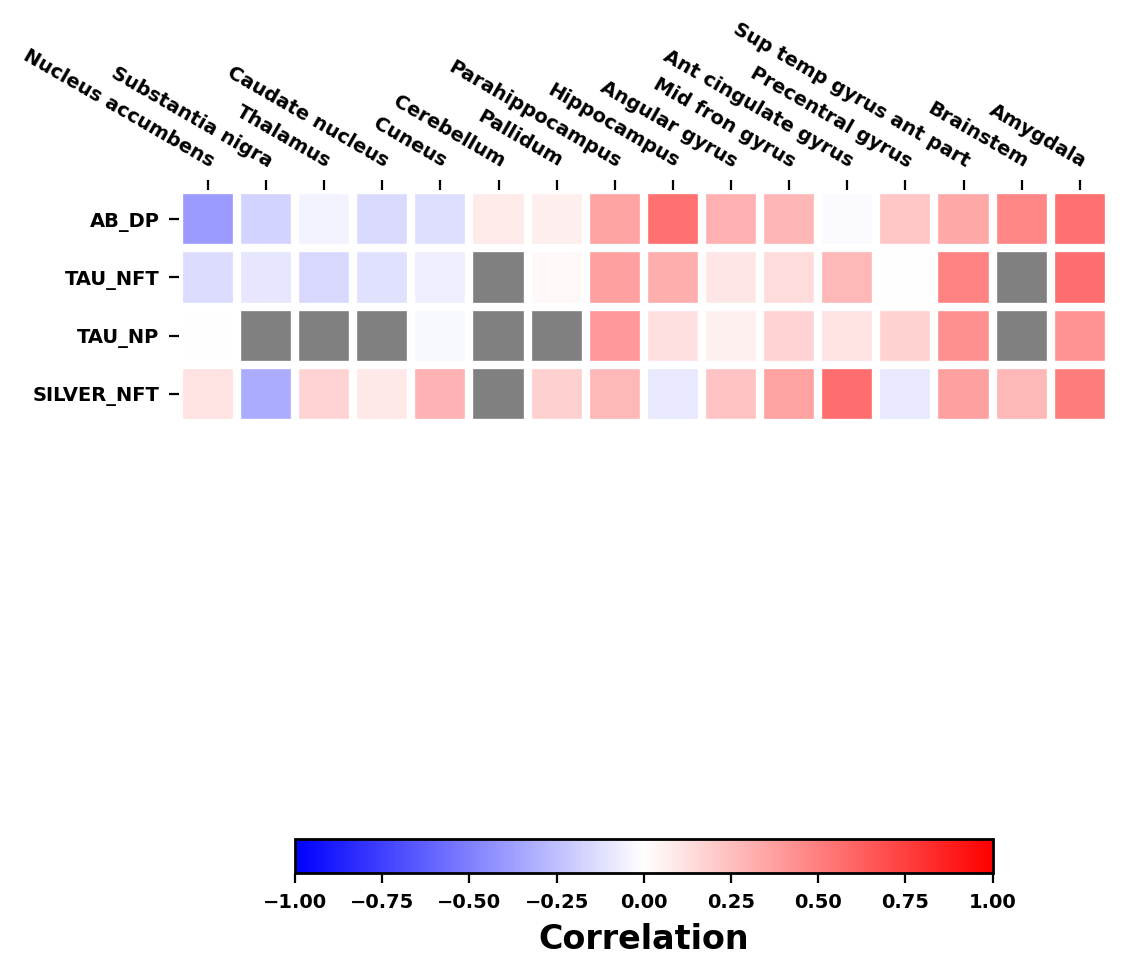 Nucleus accumbens
Substantia nigra
Thalamus
Caudate nucleus
Cuneus
Cerebellum
Pallidum
Parahippocampus
Hippocampus
Angular gyrus
Mid fron gyrus
Ant cingulate gyrus
Precentral gyrus
Sup temp gyrus ant part
Brainstem
Amygdala
AB_DP
TAU_NFT
TAU_NP
SILVER_NFT
−1.00 −0.75 −0.50 −0.25 0.00 0.25 0.50 0.75 1.00
Correlation